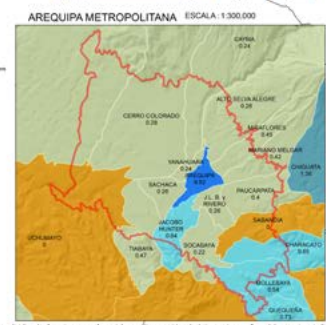 AREQUIPA METROPOLITANA ESCALA : 1:300,000
CAYMA
0.24
ALTO SELVA ALEGRE
0.28
CERRO COLORADO
0.28
MIRAFLORES
0.45
MARIANO MELGAR
0.42
YANAHUARA
0.24
CHIGUATA
1.36
AREQUIPA
SACHACA
0.26
PAUCARPATA
0.4
J.L. B. y
RIVERO
0.26
SABANDIA
UCHUMAYO
0
JACOBO
HUNTER
0.64
CHARACATO
0.65
TIABAYA
0.47
SOCABAYA
0.22
MOLLEBAYA
0.54
QUEQUEÑA
0.73